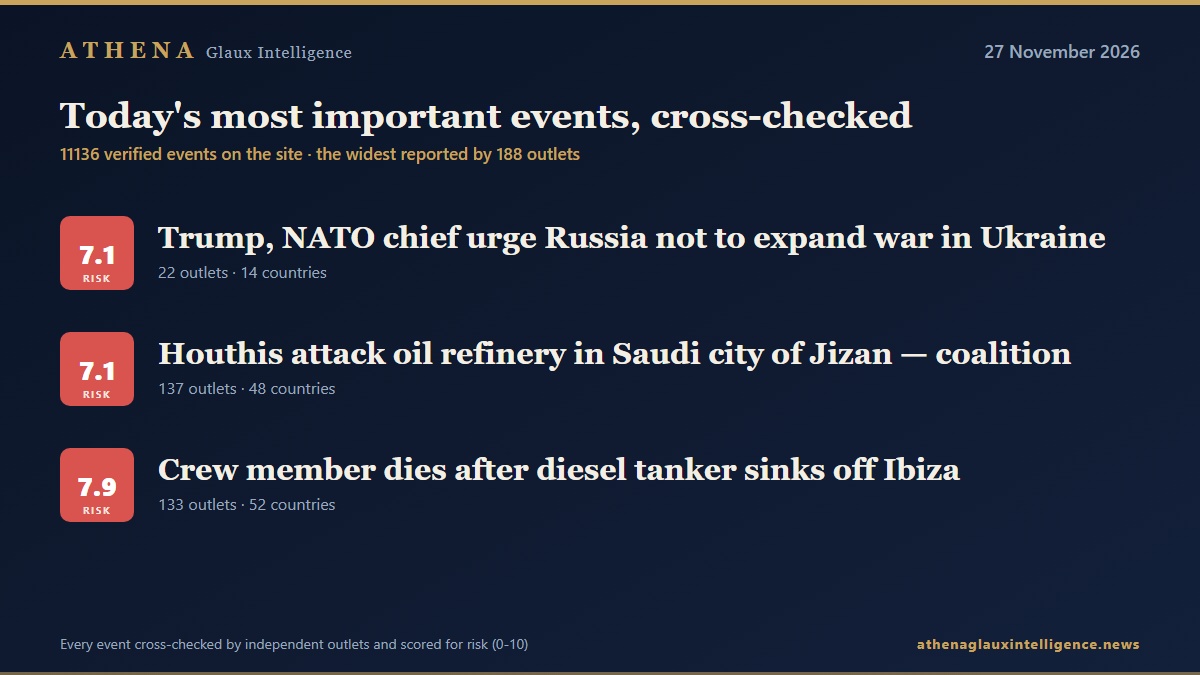 ATHENA Glaux Intelligence
27 November 2026
Today's most important events, cross-checked
11136 verified events on the site · the widest reported by 188 outlets
7.1
RISK
Trump, NATO chief urge Russia not to expand war in Ukraine
22 outlets · 14 countries
7.1
RISK
Houthis attack oil refinery in Saudi city of Jizan — coalition
137 outlets · 48 countries
7.9
RISK
Crew member dies after diesel tanker sinks off Ibiza
133 outlets · 52 countries
Every event cross-checked by independent outlets and scored for risk (0-10)
athenaglauxintelligence.news